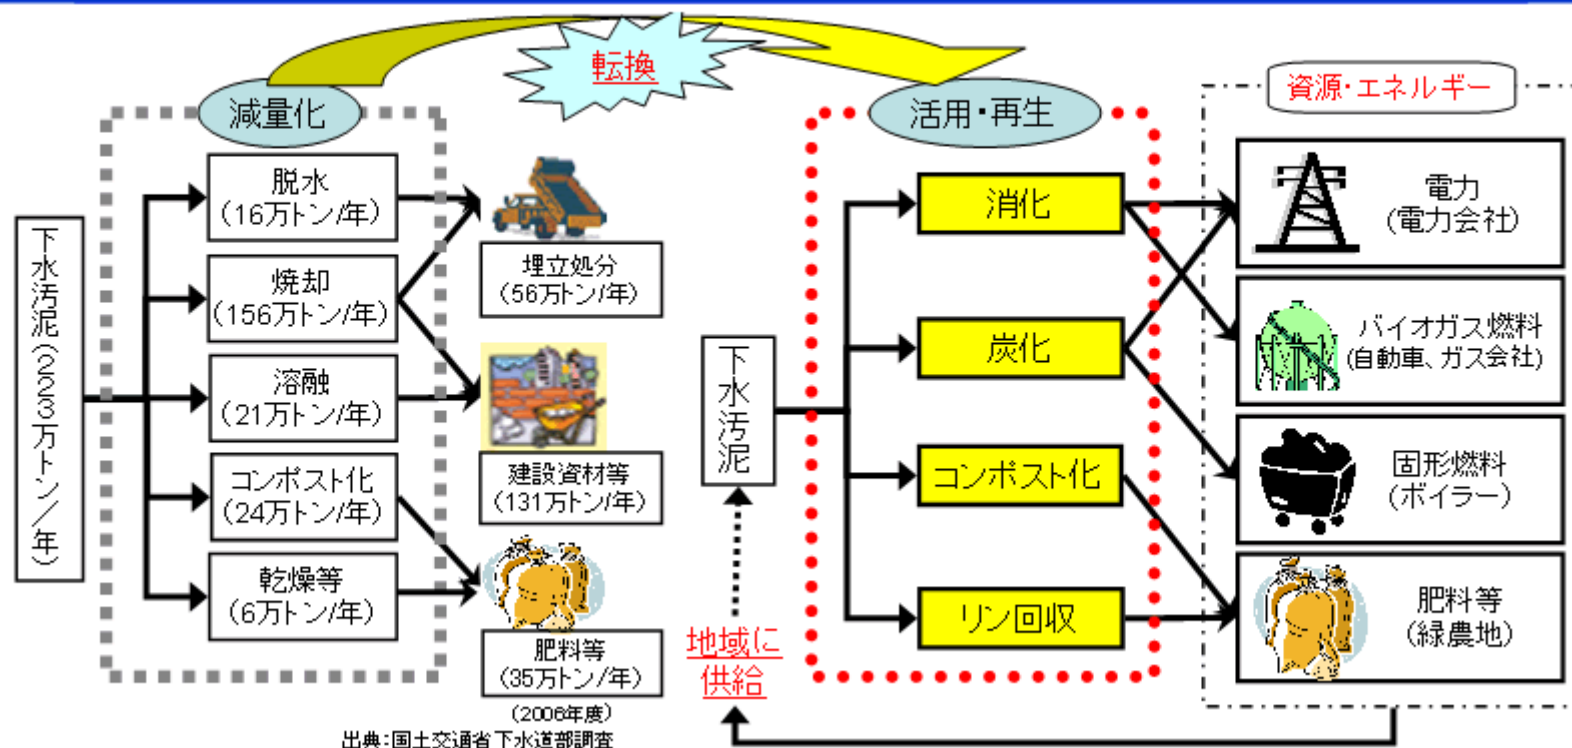 転換
減量化
下水汚泥(223万トン/年)
脱水
(16万トン/年)
焼却
(156万トン/年)
溶融
(21万トン/年)
コンポスト化
(24万トン/年)
乾燥等
(6万トン/年)
埋立処分
(56万トン/年)
建設資材等
(131万トン/年)
肥料等
(35万トン/年)
(2006年度)
出典:国土交通省下水道部調査
活用・再生
下水汚泥
消化
炭化
コンポスト化
リン回収
地域に
供給
資源・エネルギー
電力
(電力会社)
バイオガス燃料
(自動車、ガス会社)
固形燃料
(ボイラー)
肥料等
(緑農地)